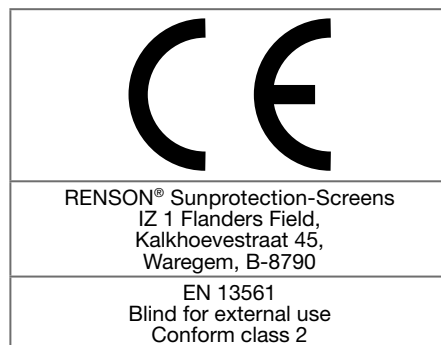 CE
RENSON® Sunprotection-Screens
IZ 1 Flanders Field,
Kalkhoevestraat 45,
Waregem, B-8790
EN 13561
Blind for external use
Conform class 2